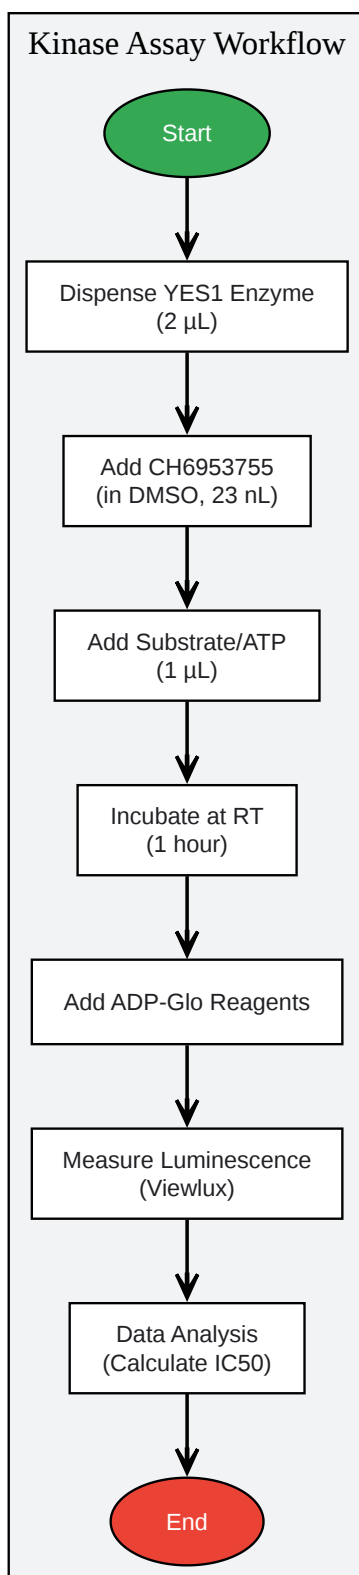 Kinase Assay Workflow
Start
Dispense YES1 Enzyme
(2 µL)
Add CH6953755
(in DMSO, 23 nL)
Add Substrate/ATP
(1 µL)
Incubate at RT
(1 hour)
Add ADP-Glo Reagents
Measure Luminescence
(Viewlux)
Data Analysis
(Calculate IC50)
End